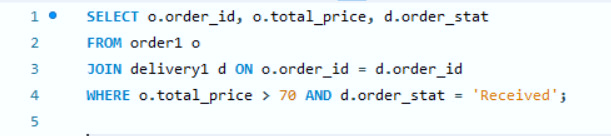 1 SELECT o.order_id, o.total_price, d.order_stat
2 FROM order1 o
3 JOIN delivery1 d ON o.order_id = d.order_id
4 WHERE o.total_price > 70 AND d.order_stat = 'Received';
5